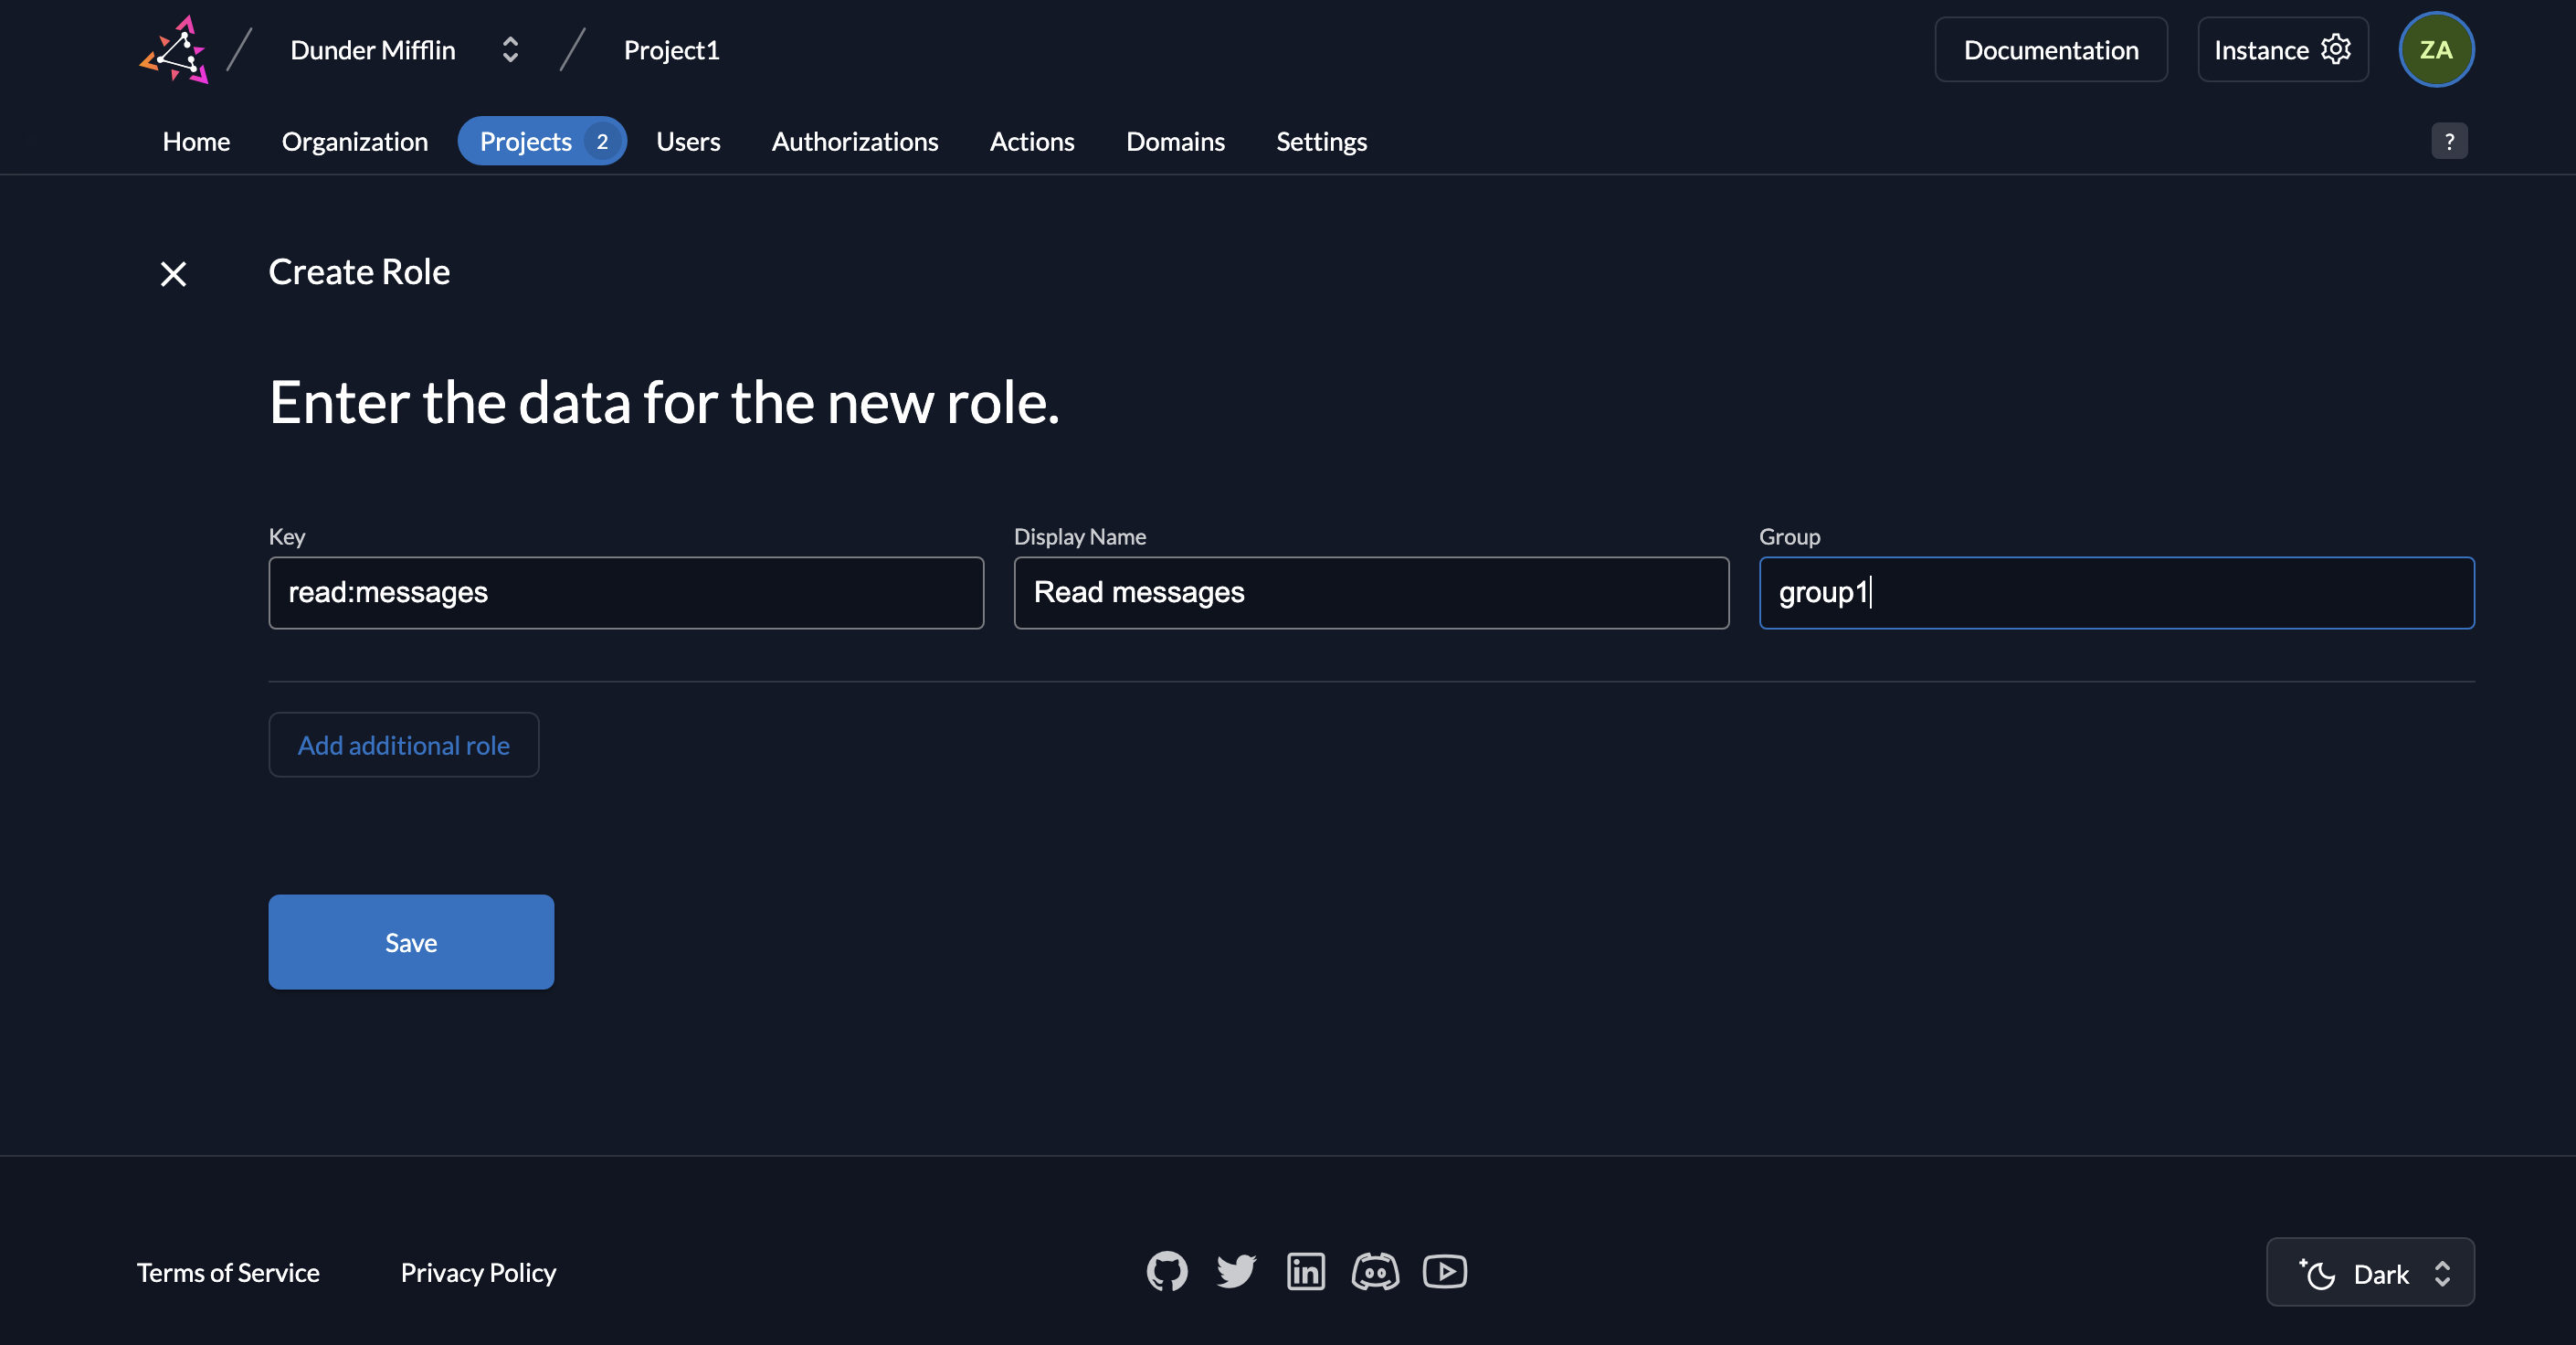 Dunder Mifflin
Project1
Documentation
Instance
ZA
Home
Organization
Projects 2
Users
Authorizations
Actions
Domains
Settings
?
Create Role
Enter the data for the new role.
Key
Display Name
Group
read:messages
Read messages
group1
Add additional role
Save
Terms of Service
Privacy Policy
in
Dark